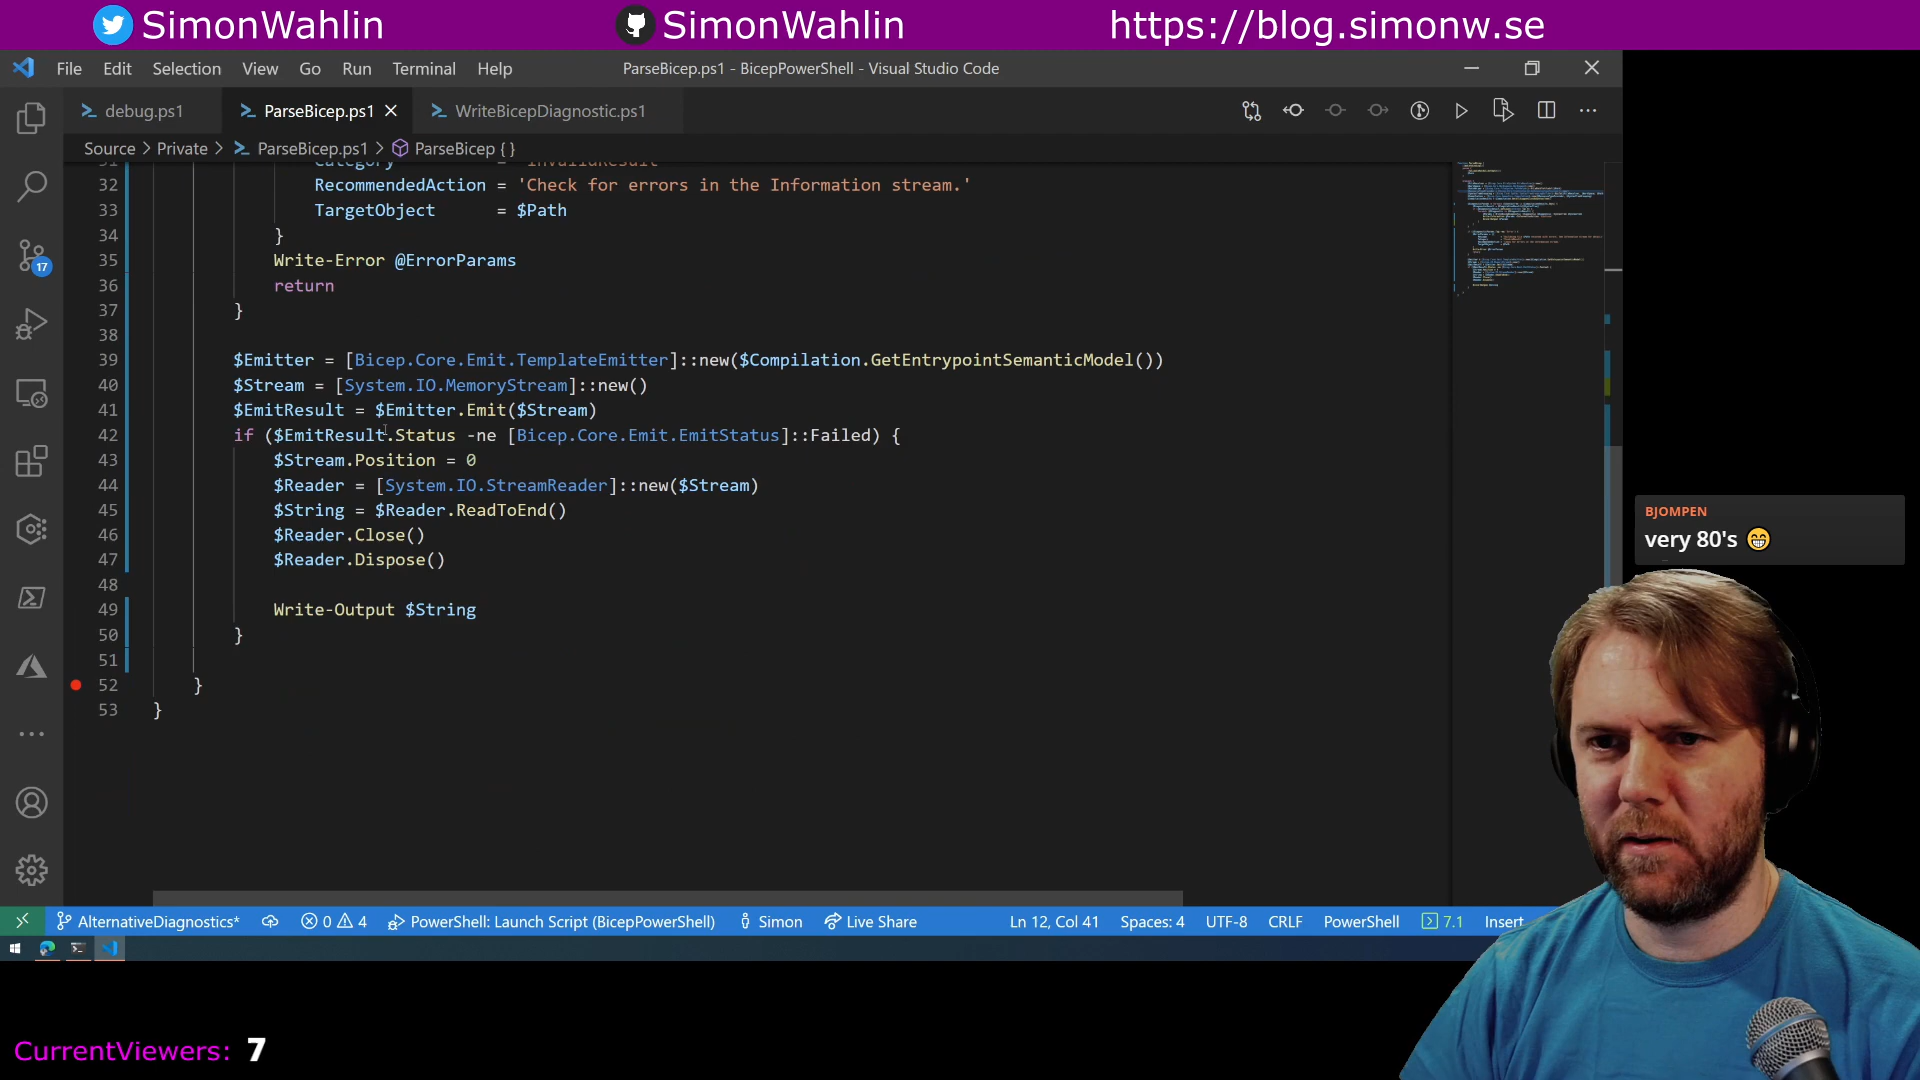 SimonWahlin
SimonWahlin
https://blog.simonw.se
File Edit Selection View Go Run Terminal Help
ParseBicep.ps1 - BicepPowerShell - Visual Studio Code
debug.ps1
ParseBicep.ps1
WriteBicepDiagnostic.ps1
Source > Private > ParseBicep.ps1 > ParseBicep { }
31 Category = 'InvalidResult'
32 RecommendedAction = 'Check for errors in the Information stream.'
33 TargetObject = $Path
34 }
35 Write-Error @ErrorParams
36 return
37 }
38
39 $Emitter = [Bicep.Core.Emit.TemplateEmitter]::new($Compilation.GetEntrypointSemanticModel())
40 $Stream = [System.IO.MemoryStream]::new()
41 $EmitResult = $Emitter.Emit($Stream)
42 if ($EmitResult.Status -ne [Bicep.Core.Emit.EmitStatus]::Failed) {
43 $Stream.Position = 0
44 $Reader = [System.IO.StreamReader]::new($Stream)
45 $String = $Reader.ReadToEnd()
46 $Reader.Close()
47 $Reader.Dispose()
48
49 Write-Output $String
50 }
51
52 }
53 }
17
BJOMPEN
very 80's 😁
AlternativeDiagnostics* 0 4 PowerShell: Launch Script (BicepPowerShell) Simon Live Share Ln 12, Col 41 Spaces: 4 UTF-8 CRLF PowerShell 7.1 Insert
CurrentViewers: 7